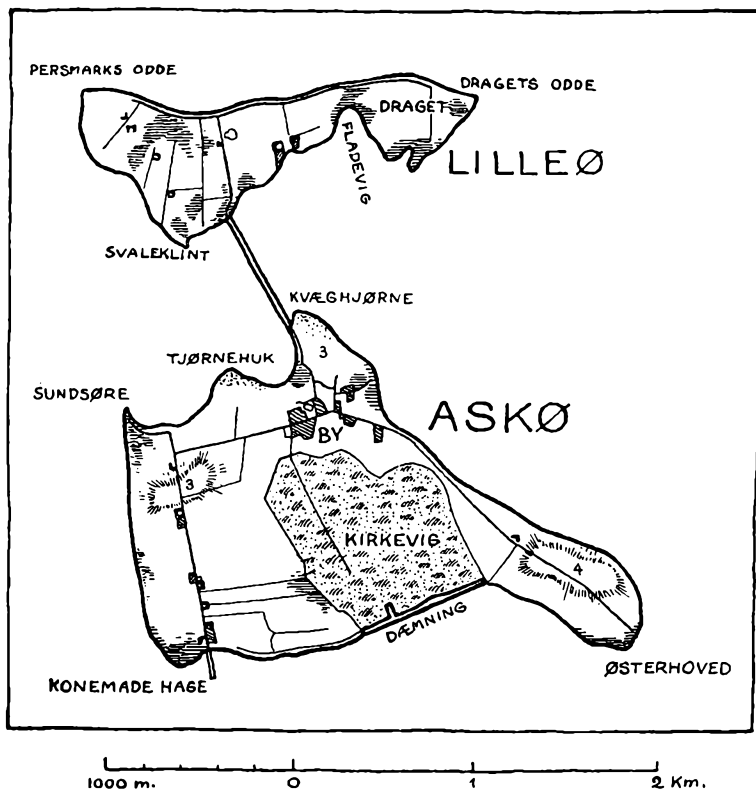 PERSMARKS ODDE
DRAGETS ODDE
DRAGET
FLADEVIG
LILLEØ
SVALEKLINT
KVÆGHJØRNE
3
TJØRNEHUK
SUNDSØRE
ASKØ
BY
3
KIRKEVIG
4
DÆMNING
ØSTERHOVED
KONEMADE HAGE
1000 m. 0 1 2 Km.